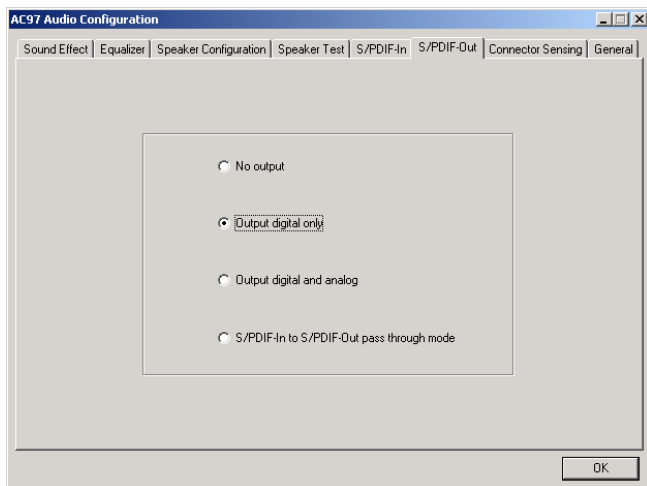 AC97 Audio Configuration
Sound Effect Equalizer Speaker Configuration Speaker Test S/PDIF-In S/PDIF-Out Connector Sensing General
No output
Output digital only
Output digital and analog
S/PDIF-In to S/PDIF-Out pass through mode
OK